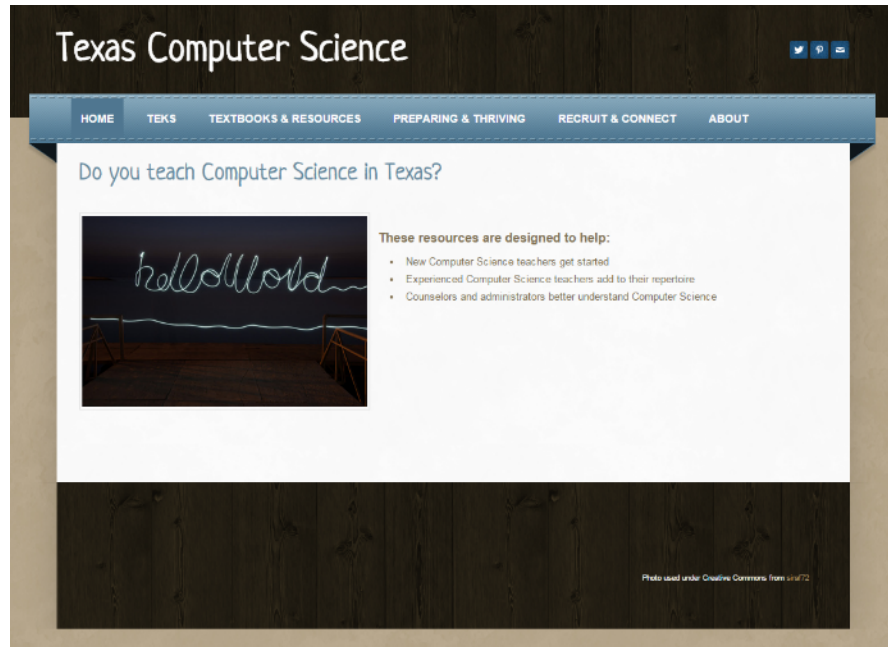 Texas Computer Science
HOME TEKS TEXTBOOKS & RESOURCES PREPARING & THRIVING RECRUIT & CONNECT ABOUT
Do you teach Computer Science in Texas?
helloWorld
These resources are designed to help:
New Computer Science teachers get started
Experienced Computer Science teachers add to their repertoire
Counselors and administrators better understand Computer Science
Photo used under Creative Commons from